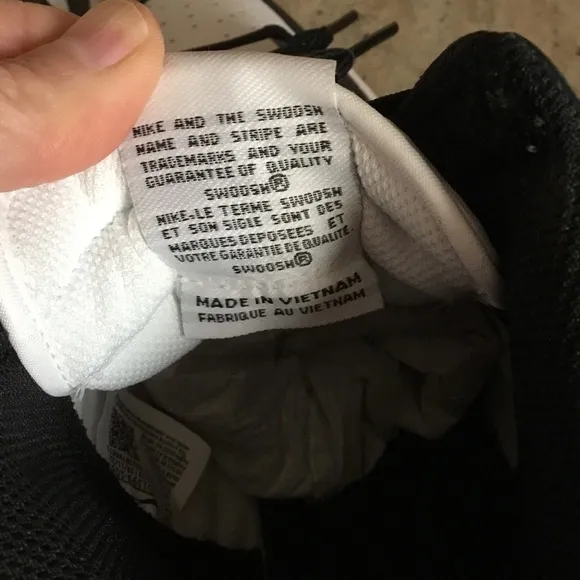 NIKE AND THE SWOOSH
NAME AND STRIPE ARE
TRADEMARKS AND YOUR
GUARANTEE OF QUALITY
SWOOSH®
NIKE-LE TERME SWOOSH
ET SON SIGLE SONT DES
MARQUES DEPOSEES ET
VOTRE GARANTIE DE QUALITÉ.
SWOOSH®
MADE IN VIETNAM
FABRIQUE AU VIETNAM